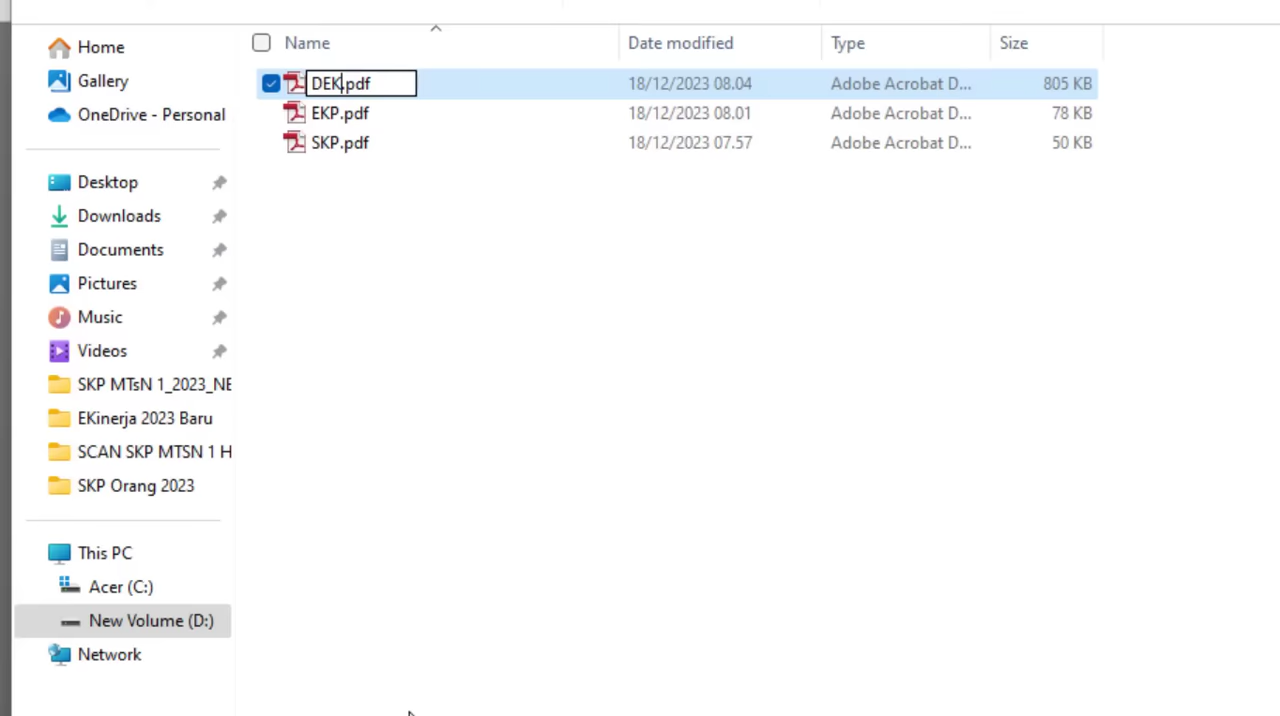 Home
Gallery
OneDrive - Personal
Desktop
Downloads
Documents
Pictures
Music
Videos
SKP MTsN 1_2023_NE
EKinerja 2023 Baru
SCAN SKP MTSN 1 H
SKP Orang 2023
This PC
Acer (C:)
New Volume (D:)
Network
Name Date modified Type Size
DEK.pdf 18/12/2023 08.04 Adobe Acrobat D... 805 KB
EKP.pdf 18/12/2023 08.01 Adobe Acrobat D... 78 KB
SKP.pdf 18/12/2023 07.57 Adobe Acrobat D... 50 KB